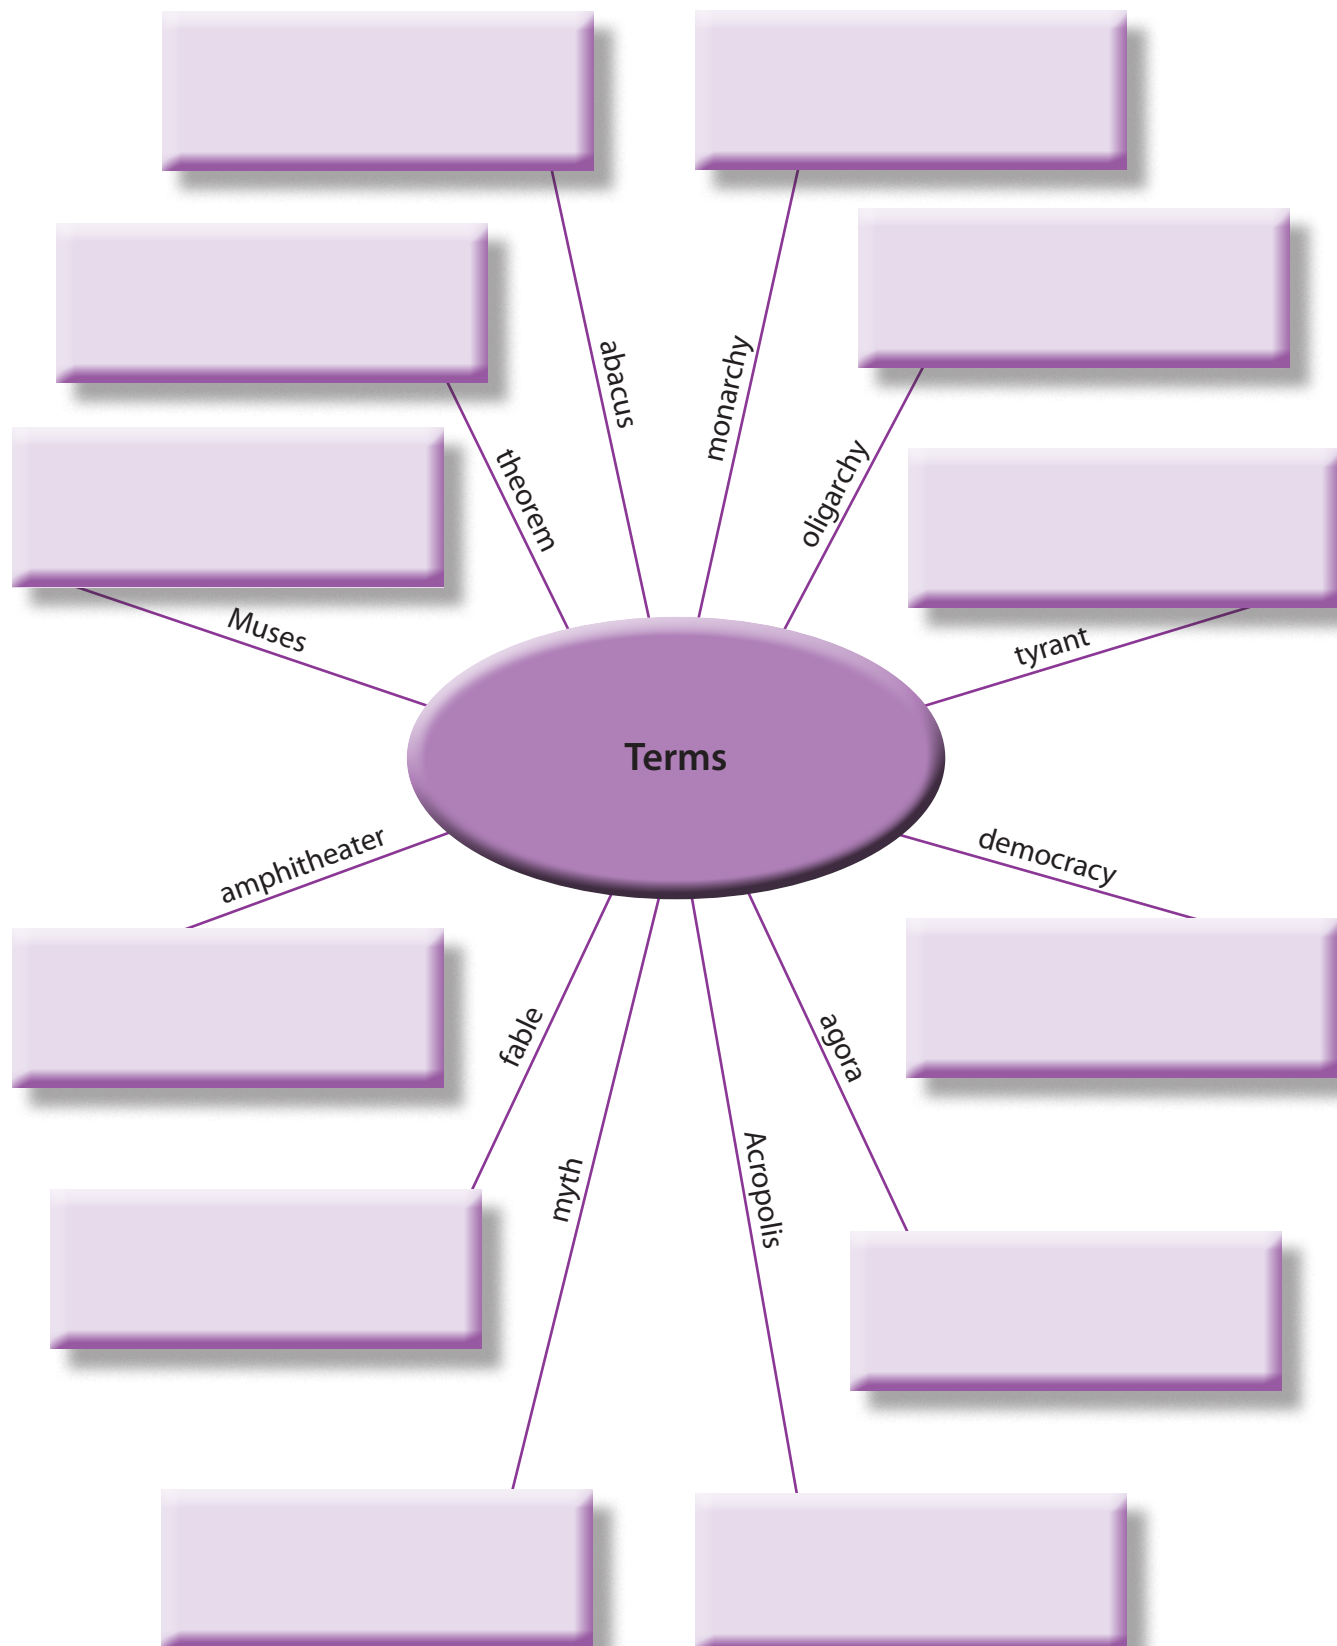 abacus
monarchy
theorem
oligarchy
Muses
tyrant
Terms
amphitheater
democracy
fable
agora
myth
Acropolis